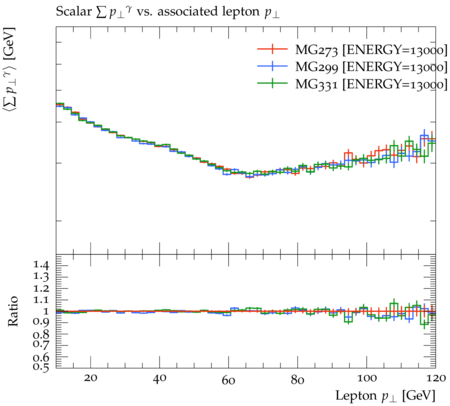 Scalar ∑ p⊥^γ vs. associated lepton p⊥
⟨∑ p⊥^γ⟩ [GeV]
MG273 [ENERGY=13000]
MG299 [ENERGY=13000]
MG331 [ENERGY=13000]
1.4
1.3
1.2
1.1
1
0.9
0.8
0.7
0.6
0.5
Ratio
20 40 60 80 100 120
Lepton p⊥ [GeV]